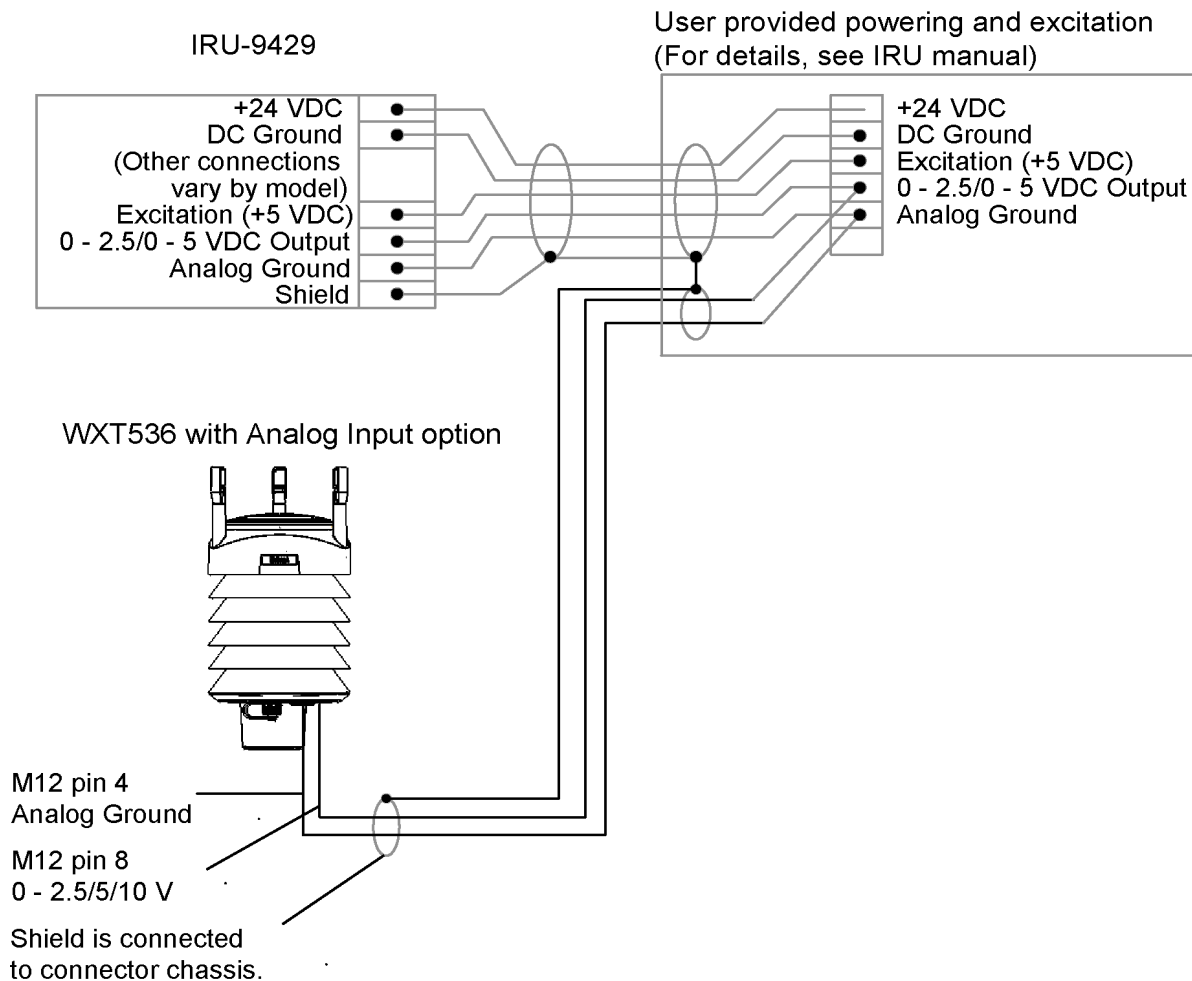 User provided powering and excitation
(For details, see IRU manual)
IRU-9429
+24 VDC
DC Ground
(Other connections
vary by model)
Excitation (+5 VDC)
0 - 2.5/0 - 5 VDC Output
Analog Ground
Shield
+24 VDC
DC Ground
Excitation (+5 VDC)
0 - 2.5/0 - 5 VDC Output
Analog Ground
WXT536 with Analog Input option
M12 pin 4
Analog Ground
M12 pin 8
0 - 2.5/5/10 V
Shield is connected
to connector chassis.